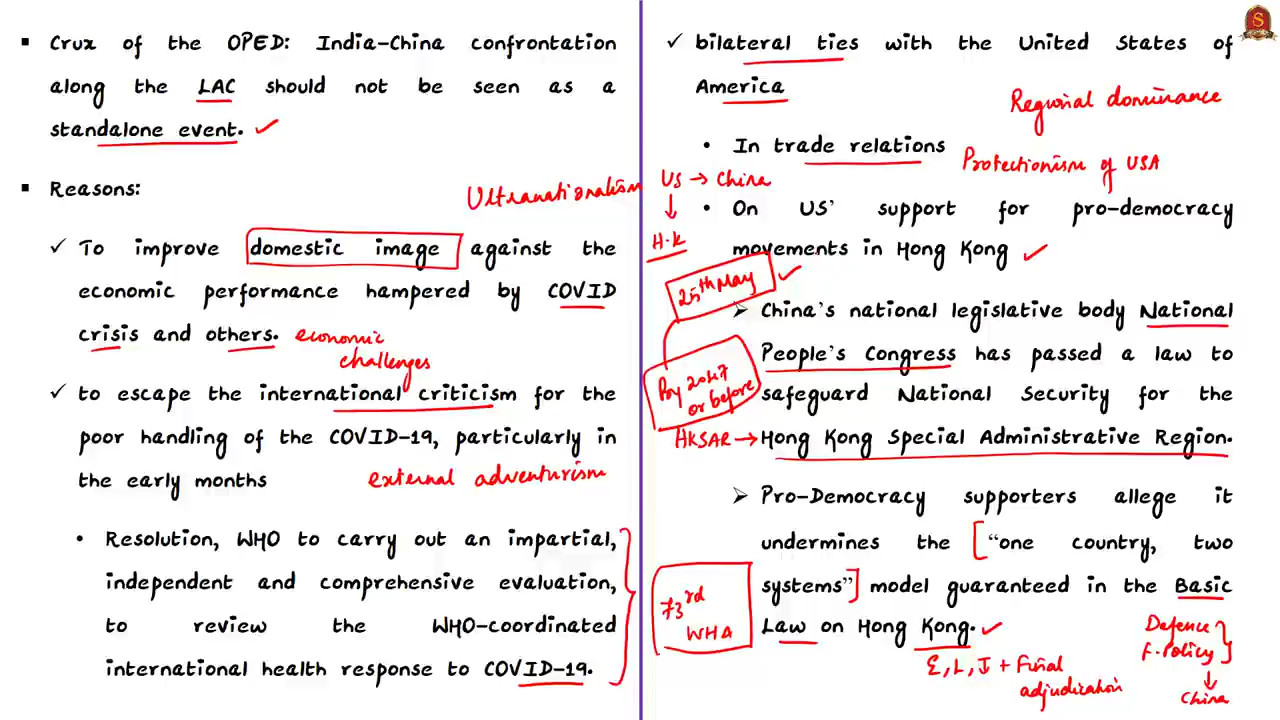 ▪ Crux of the OPED: India-China confrontation
along the LAC should not be seen as a
standalone event. ✓
▪ Reasons:
Ultranationalism
✓ To improve domestic image against the
economic performance hampered by COVID
crisis and others. economic
challenges
✓ to escape the international criticism for the
poor handling of the COVID-19, particularly in
the early months external adventurism
• Resolution, WHO to carry out an impartial,
independent and comprehensive evaluation,
to review the WHO-coordinated
international health response to COVID-19.
73rd
WHA
✓ bilateral ties with the United States of
America
Regional dominance
• In trade relations
Protectionism of USA
US → China
↓
H.K
• On US' support for pro-democracy
movements in Hong Kong ✓
25th May ✓
➤ China's national legislative body National
People's Congress has passed a law to
safeguard National Security for the
By 2047
or before
HKSAR → Hong Kong Special Administrative Region.
➤ Pro-Democracy supporters allege it
undermines the ["one country, two
systems"] model guaranteed in the Basic
Law on Hong Kong. ✓
E, L, J + Final
adjudication
Defence
F. Policy
↓
China
S